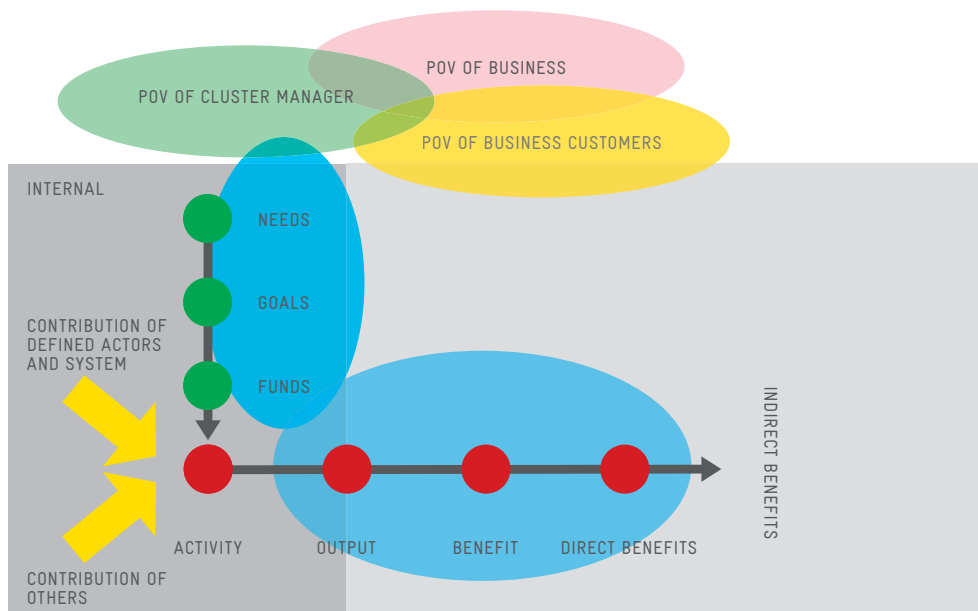 POV OF BUSINESS
POV OF CLUSTER MANAGER
POV OF BUSINESS CUSTOMERS
INTERNAL
NEEDS
GOALS
CONTRIBUTION OF
DEFINED ACTORS
AND SYSTEM
FUNDS
INDIRECT BENEFITS
ACTIVITY
OUTPUT
BENEFIT
DIRECT BENEFITS
CONTRIBUTION OF
OTHERS